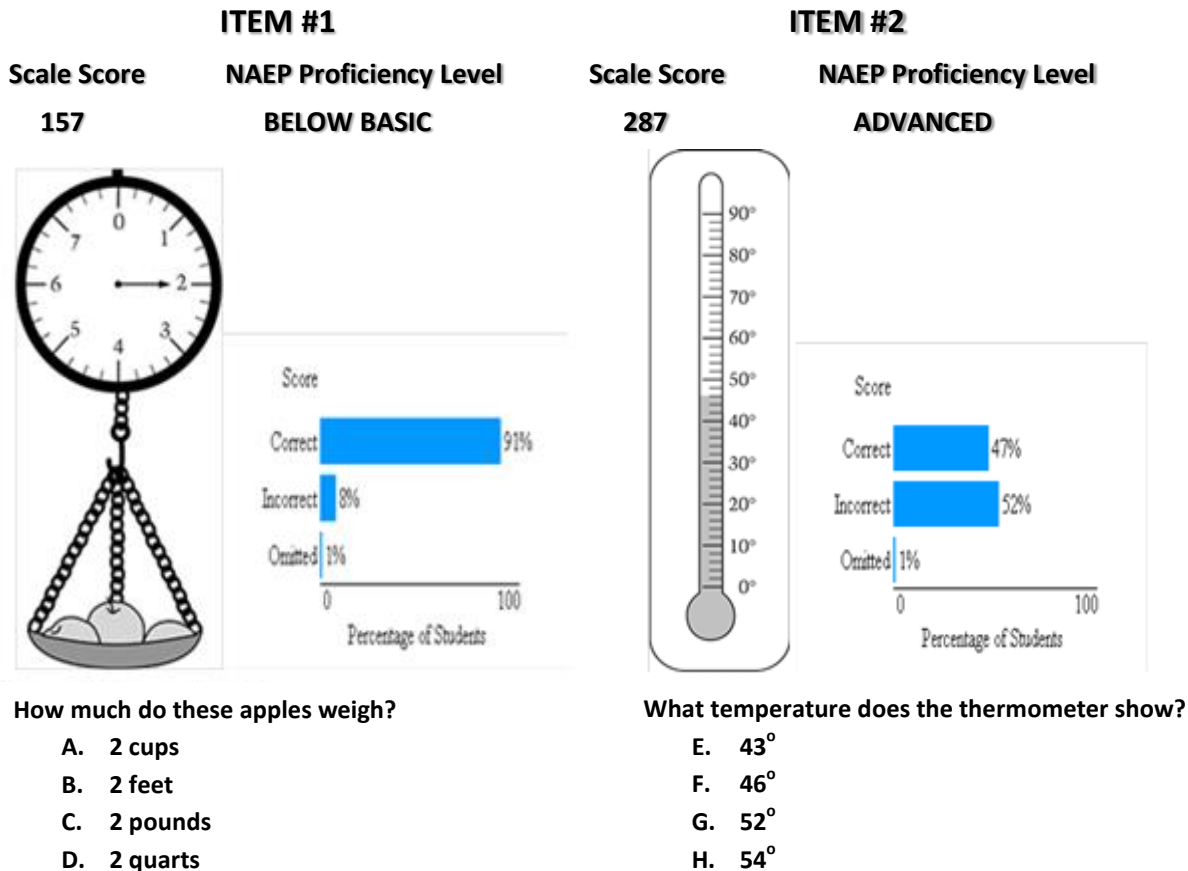 ITEM #1
Scale Score NAEP Proficiency Level
157 BELOW BASIC
0
1
2
3
4
5
6
7
Score
Correct 91%
Incorrect 8%
Omitted 1%
0 100
Percentage of Students
How much do these apples weigh?
A. 2 cups
B. 2 feet
C. 2 pounds
D. 2 quarts
ITEM #2
Scale Score NAEP Proficiency Level
287 ADVANCED
90°
80°
70°
60°
50°
40°
30°
20°
10°
0°
Score
Correct 47%
Incorrect 52%
Omitted 1%
0 100
Percentage of Students
What temperature does the thermometer show?
E. 43°
F. 46°
G. 52°
H. 54°